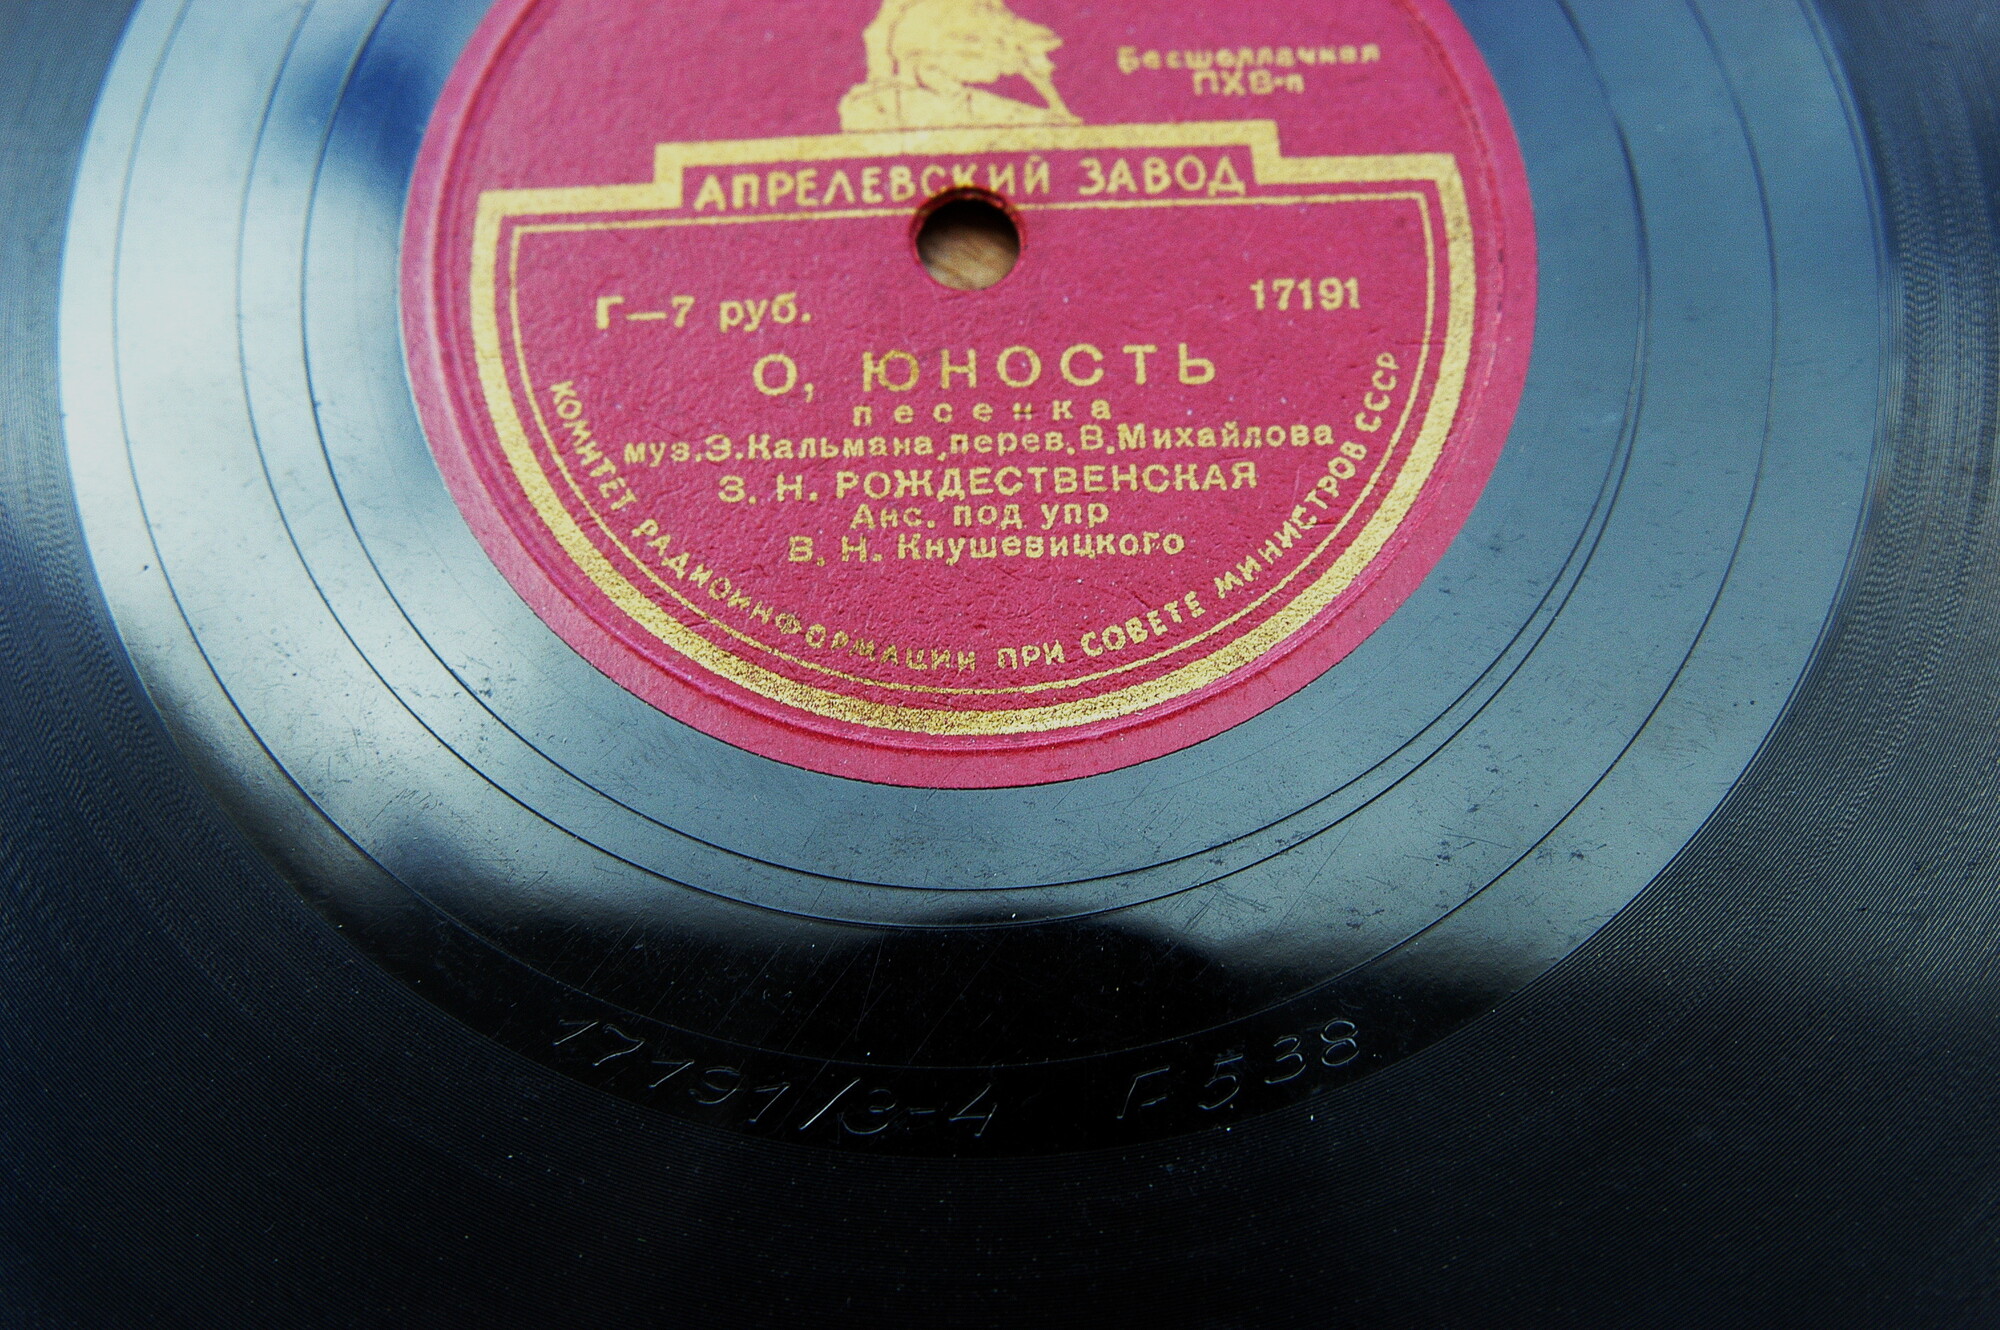 Бесшеллачная
ПХВ-п
АПРЕЛЕВСКИЙ ЗАВОД
Г—7 руб.
17191
О, ЮНОСТЬ
песенка
муз.Э.Кальмана,перев.В.Михайлова
З. Н. РОЖДЕСТВЕНСКАЯ
Анс. под упр
В. Н. Кнушевицкого
КОМИТЕТ РАДИОИНФОРМАЦИИ ПРИ СОВЕТЕ МИНИСТРОВ СССР
17191/3-4 Г538